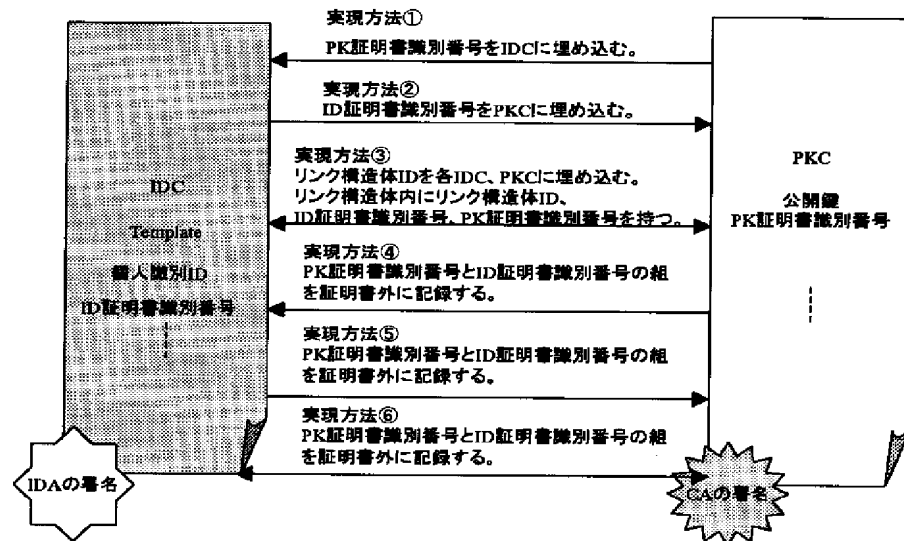 実現方法①
PK証明書識別番号をIDCに埋め込む。
実現方法②
ID証明書識別番号をPKCに埋め込む。
実現方法③
リンク構造体IDを各IDC、PKCに埋め込む。
リンク構造体内にリンク構造体ID、
ID証明書識別番号、PK証明書識別番号を持つ。
実現方法④
PK証明書識別番号とID証明書識別番号の組
を証明書外に記録する。
実現方法⑤
PK証明書識別番号とID証明書識別番号の組
を証明書外に記録する。
実現方法⑥
PK証明書識別番号とID証明書識別番号の組
を証明書外に記録する。
IDC
Template
個人識別ID
ID証明書識別番号
IDAの署名
PKC
公開鍵
PK証明書識別番号
CAの署名